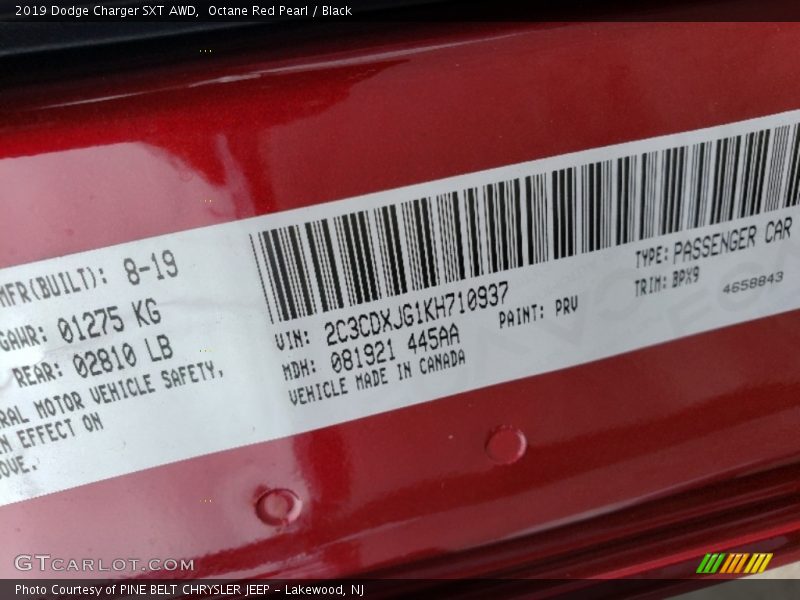 2019 Dodge Charger SXT AWD,  Octane Red Pearl / Black
MFR(BUILT): 8-19
GAWR: 01275 KG
REAR: 02810 LB
RAL MOTOR VEHICLE SAFETY,
N EFFECT ON
OVE.
VIN: 2C3CDXJG1KH710937
MDH: 081921 445AA
VEHICLE MADE IN CANADA
PAINT: PRV
TYPE: PASSENGER CAR
TRIM: BPX9
4658843
GTCARLOT.COM
Photo Courtesy of PINE BELT CHRYSLER JEEP - Lakewood, NJ